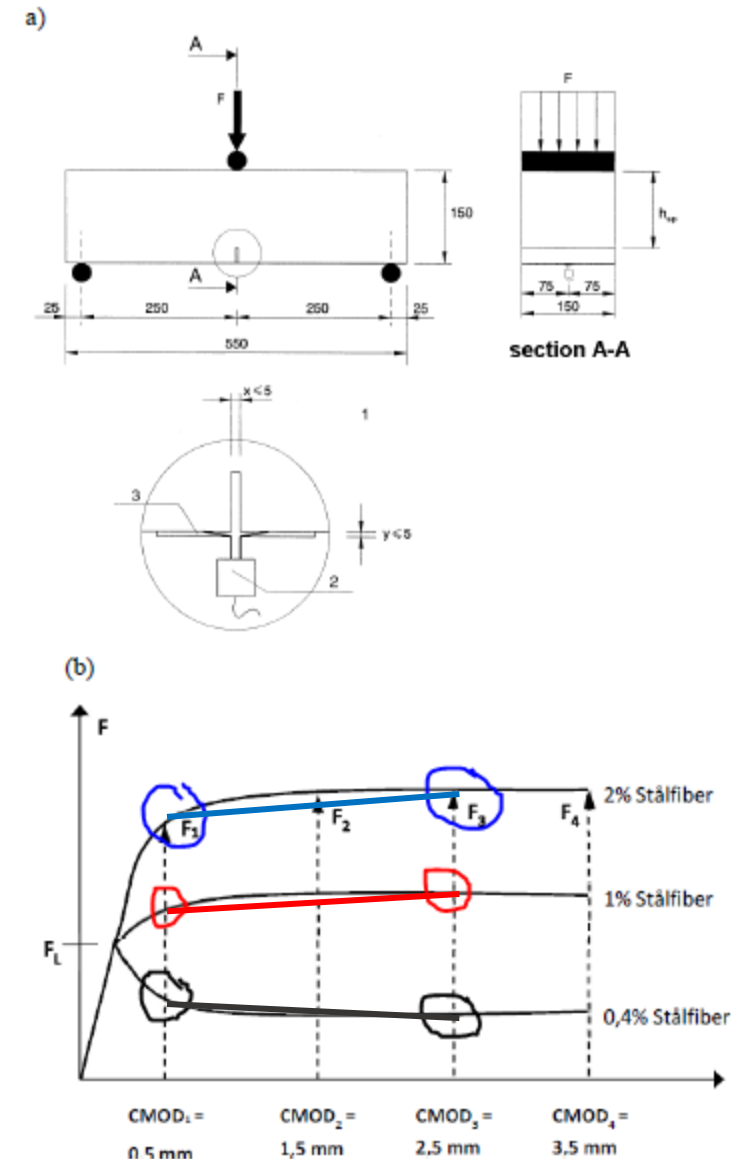 a)
A
F
F
150
h_sp
A
25 250 250 25
550
75 75
150
section A-A
x<5
1
3
y<5
2
(b)
F
2% Stålfiber
F₁
F₂
F₃
F₄
1% Stålfiber
F_L
0,4% Stålfiber
CMOD₁ = CMOD₂ = CMOD₃ = CMOD₄ =
0,5 mm 1,5 mm 2,5 mm 3,5 mm